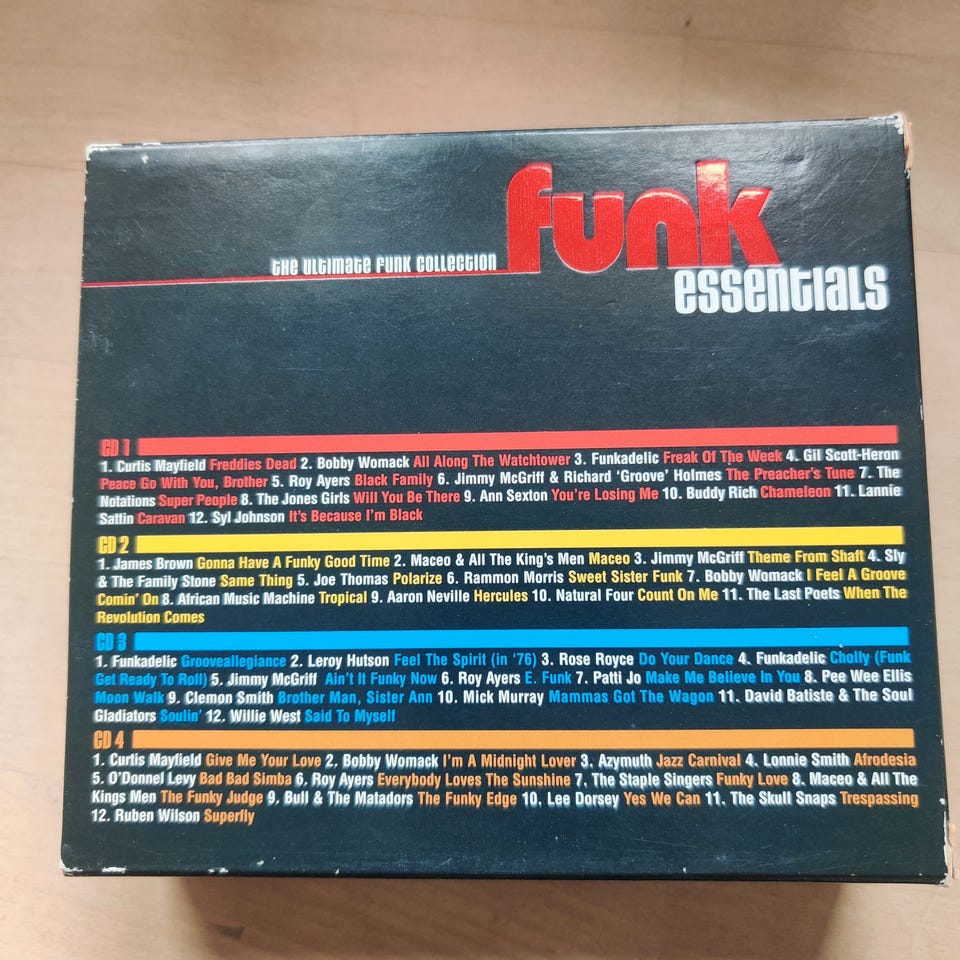 funk
the ultimate funk collection
essentials
CD 1
1. Curtis Mayfield Freddies Dead 2. Bobby Womack All Along The Watchtower 3. Funkadelic Freak Of The Week 4. Gil Scott-Heron
Peace Go With You, Brother 5. Roy Ayers Black Family 6. Jimmy McGriff & Richard ‘Groove’ Holmes The Preacher's Tune 7. The
Notations Super People 8. The Jones Girls Will You Be There 9. Ann Sexton You're Losing Me 10. Buddy Rich Chameleon 11. Lannie
Sattin Caravan 12. Syl Johnson It's Because I'm Black
CD 2
1. James Brown Gonna Have A Funky Good Time 2. Maceo & All The King's Men Maceo 3. Jimmy McGriff Theme From Shaft 4. Sly
& The Family Stone Same Thing 5. Joe Thomas Polarize 6. Rammon Morris Sweet Sister Funk 7. Bobby Womack I Feel A Groove
Comin' On 8. African Music Machine Tropical 9. Aaron Neville Hercules 10. Natural Four Count On Me 11. The Last Poets When The
Revolution Comes
CD 3
1. Funkadelic Grooveallegiance 2. Leroy Hutson Feel The Spirit (in ‘76) 3. Rose Royce Do Your Dance 4. Funkadelic Cholly (Funk
Get Ready To Roll) 5. Jimmy McGriff Ain't It Funky Now 6. Roy Ayers E. Funk 7. Patti Jo Make Me Believe In You 8. Pee Wee Ellis
Moon Walk 9. Clemon Smith Brother Man, Sister Ann 10. Mick Murray Mammas Got The Wagon 11. David Batiste & The Soul
Gladiators Soulin' 12. Willie West Said To Myself
CD 4
1. Curtis Mayfield Give Me Your Love 2. Bobby Womack I'm A Midnight Lover 3. Azymuth Jazz Carnival 4. Lonnie Smith Afrodesia
5. O'Donnel Levy Bad Bad Simba 6. Roy Ayers Everybody Loves The Sunshine 7. The Staple Singers Funky Love 8. Maceo & All The
Kings Men The Funky Judge 9. Bull & The Matadors The Funky Edge 10. Lee Dorsey Yes We Can 11. The Skull Snaps Trespassing
12. Ruben Wilson Superfly